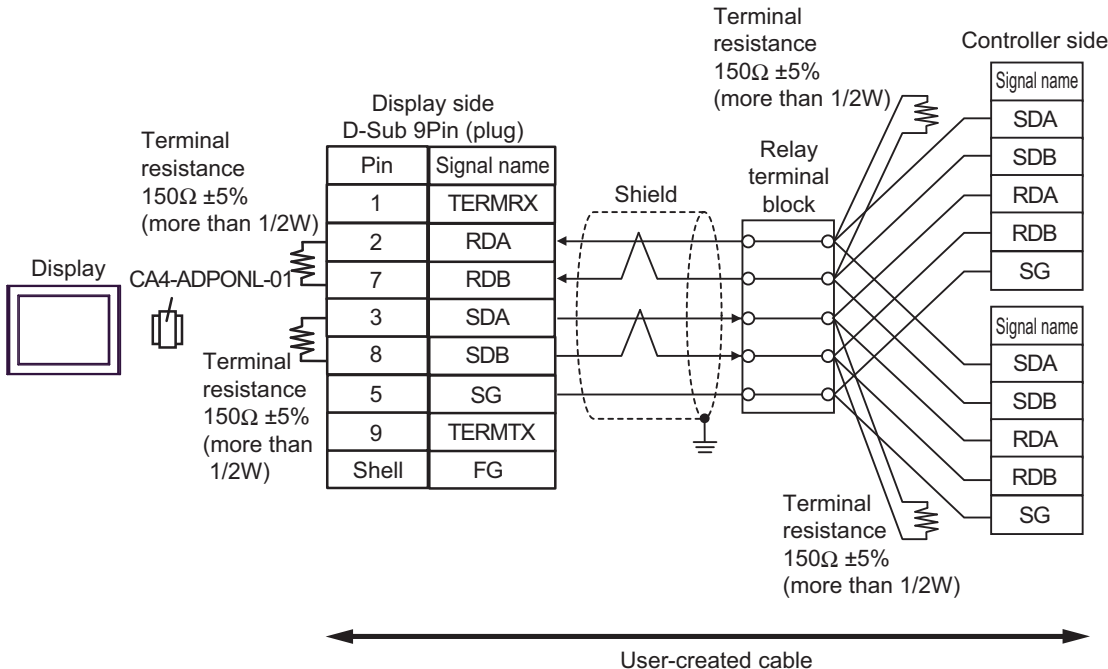 Terminal
resistance
150Ω ±5%
(more than 1/2W)
Controller side
Signal name
SDA
SDB
RDA
RDB
SG
Display side
D-Sub 9Pin (plug)
Terminal
resistance
150Ω ±5%
(more than 1/2W)
Relay
terminal
block
Shield
Display
CA4-ADPONL-01
Pin Signal name
1 TERMRX
2 RDA
7 RDB
3 SDA
8 SDB
5 SG
9 TERMTX
Shell FG
Terminal
resistance
150Ω ±5%
(more than
1/2W)
Signal name
SDA
SDB
RDA
RDB
SG
Terminal
resistance
150Ω ±5%
(more than 1/2W)
User-created cable